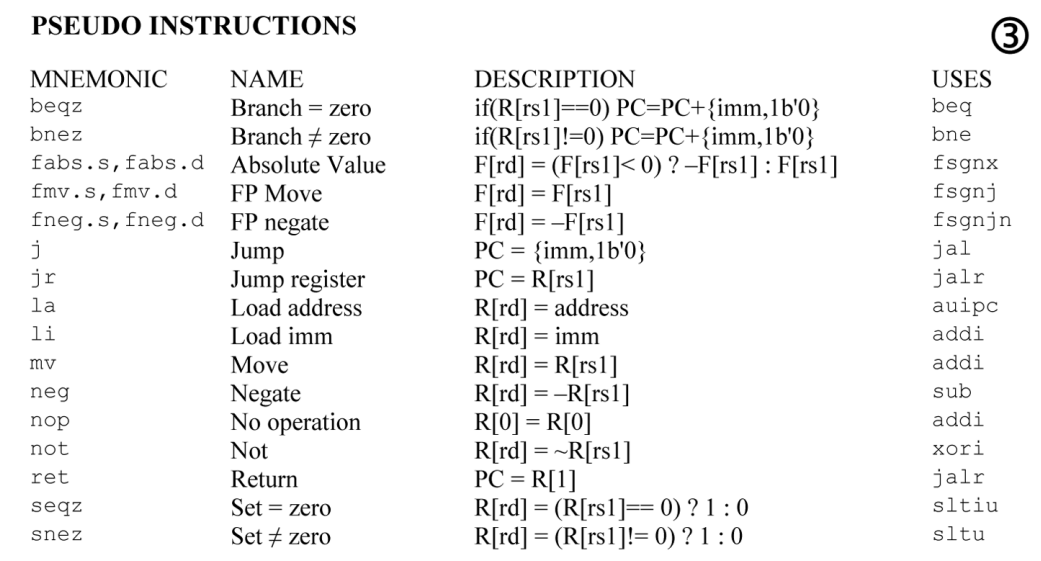 PSEUDO INSTRUCTIONS ③
MNEMONIC NAME DESCRIPTION USES
beqz Branch = zero if(R[rs1]==0) PC=PC+{imm,1b'0} beq
bnez Branch ≠ zero if(R[rs1]!=0) PC=PC+{imm,1b'0} bne
fabs.s,fabs.d Absolute Value F[rd] = (F[rs1]< 0) ? –F[rs1] : F[rs1] fsgnx
fmv.s,fmv.d FP Move F[rd] = F[rs1] fsgnj
fneg.s,fneg.d FP negate F[rd] = –F[rs1] fsgnjn
j Jump PC = {imm,1b'0} jal
jr Jump register PC = R[rs1] jalr
la Load address R[rd] = address auipc
li Load imm R[rd] = imm addi
mv Move R[rd] = R[rs1] addi
neg Negate R[rd] = –R[rs1] sub
nop No operation R[0] = R[0] addi
not Not R[rd] = ~R[rs1] xori
ret Return PC = R[1] jalr
seqz Set = zero R[rd] = (R[rs1]== 0) ? 1 : 0 sltiu
snez Set ≠ zero R[rd] = (R[rs1]!= 0) ? 1 : 0 sltu